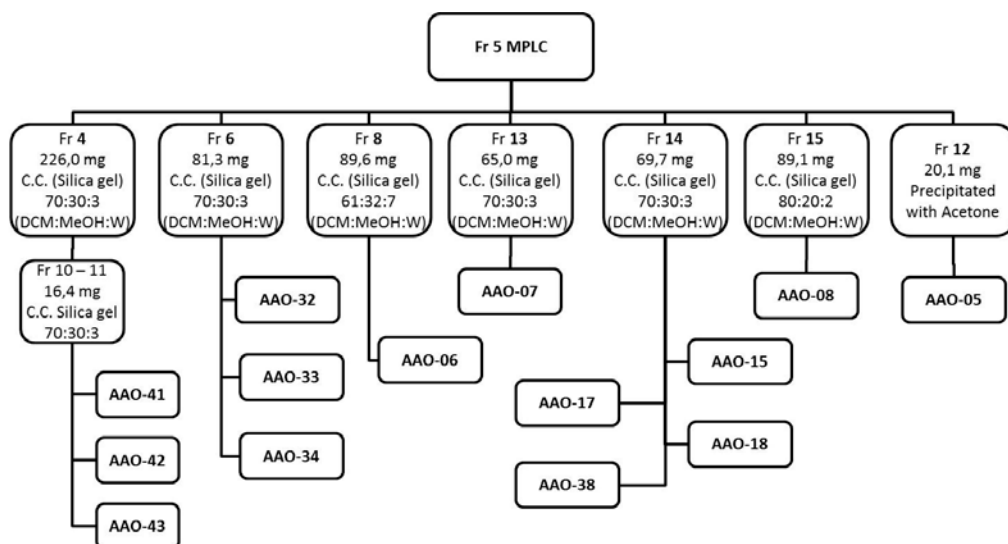 Fr 5 MPLC
Fr 4
226,0 mg
C.C. (Silica gel)
70:30:3
(DCM:MeOH:W)
Fr 6
81,3 mg
C.C. (Silica gel)
70:30:3
(DCM:MeOH:W)
Fr 8
89,6 mg
C.C. (Silica gel)
61:32:7
(DCM:MeOH:W)
Fr 13
65,0 mg
C.C. (Silica gel)
70:30:3
(DCM:MeOH:W)
Fr 14
69,7 mg
C.C. (Silica gel)
70:30:3
(DCM:MeOH:W)
Fr 15
89,1 mg
C.C. (Silica gel)
80:20:2
(DCM:MeOH:W)
Fr 12
20,1 mg
Precipitated
with Acetone
Fr 10 – 11
16,4 mg
C.C. Silica gel
70:30:3
AAO-32
AAO-07
AAO-08
AAO-05
AAO-41
AAO-33
AAO-06
AAO-15
AAO-17
AAO-42
AAO-34
AAO-18
AAO-38
AAO-43